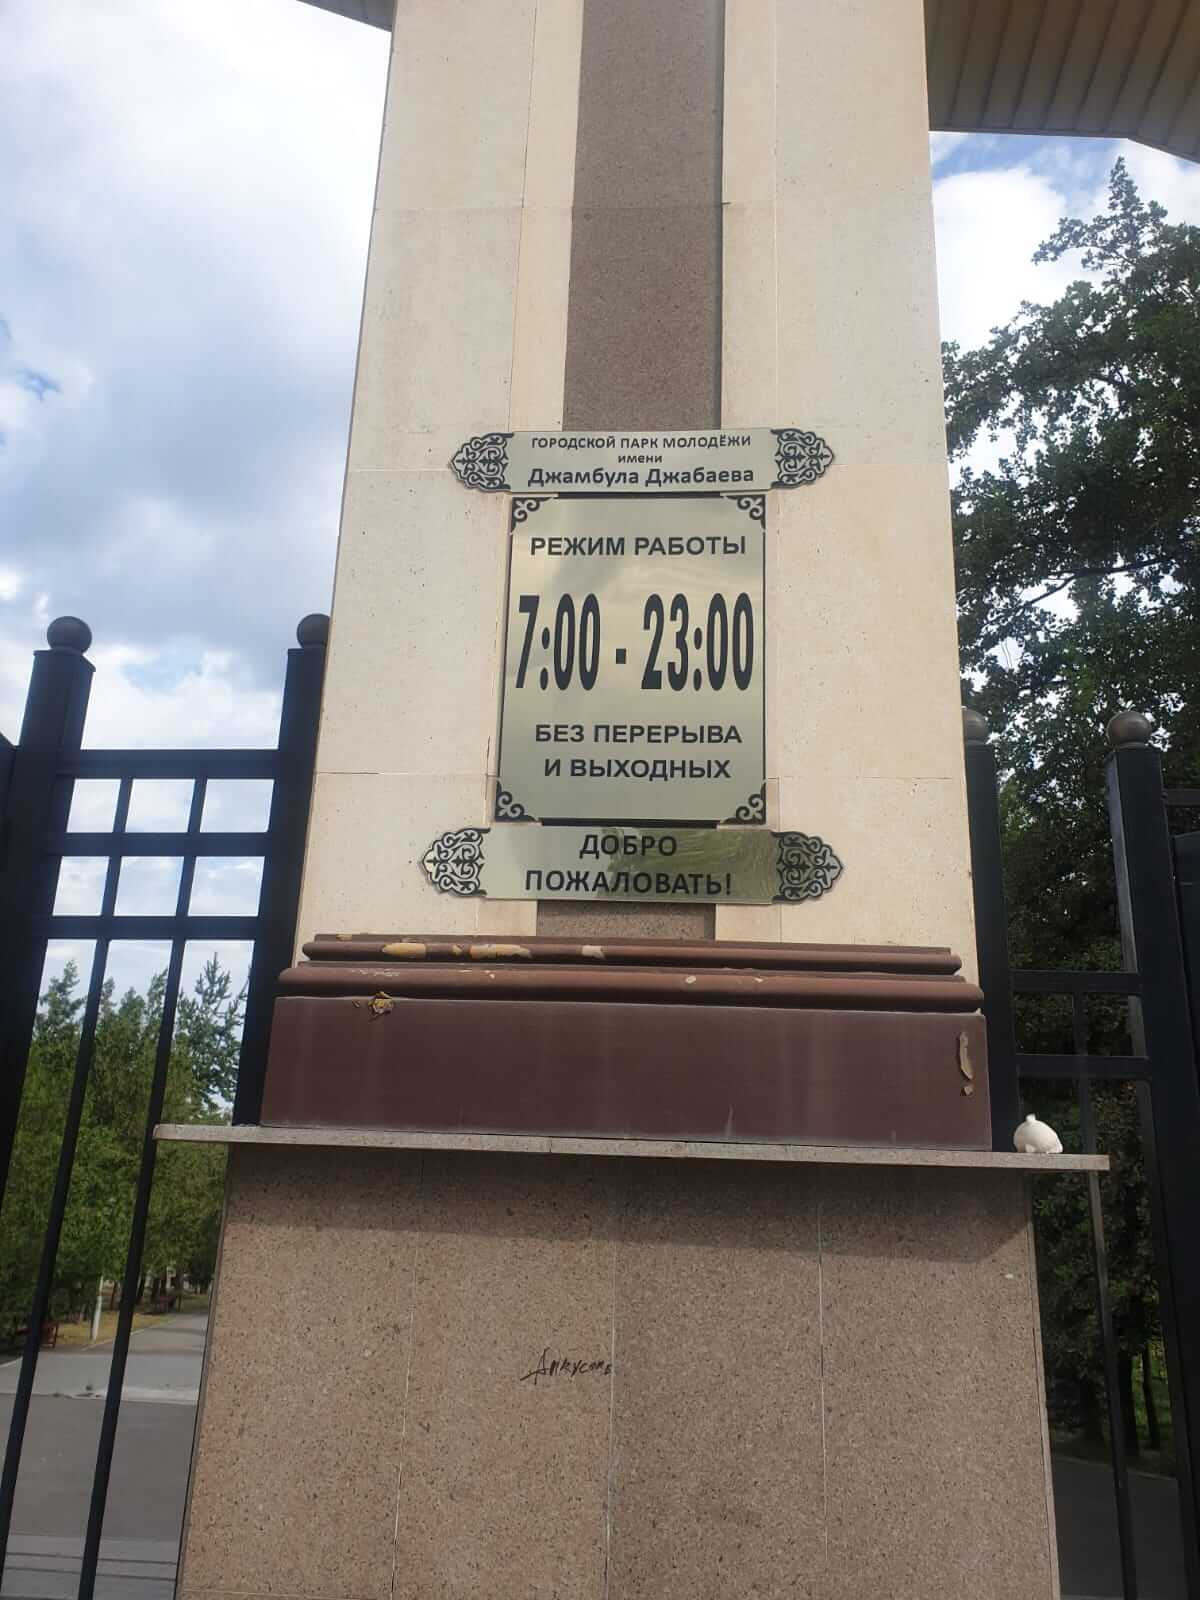 ГОРОДСКОЙ ПАРК МОЛОДЁЖИ
имени
Джамбула Джабаева
РЕЖИМ РАБОТЫ
7:00 - 23:00
БЕЗ ПЕРЕРЫВА
И ВЫХОДНЫХ
ДОБРО
ПОЖАЛОВАТЬ!